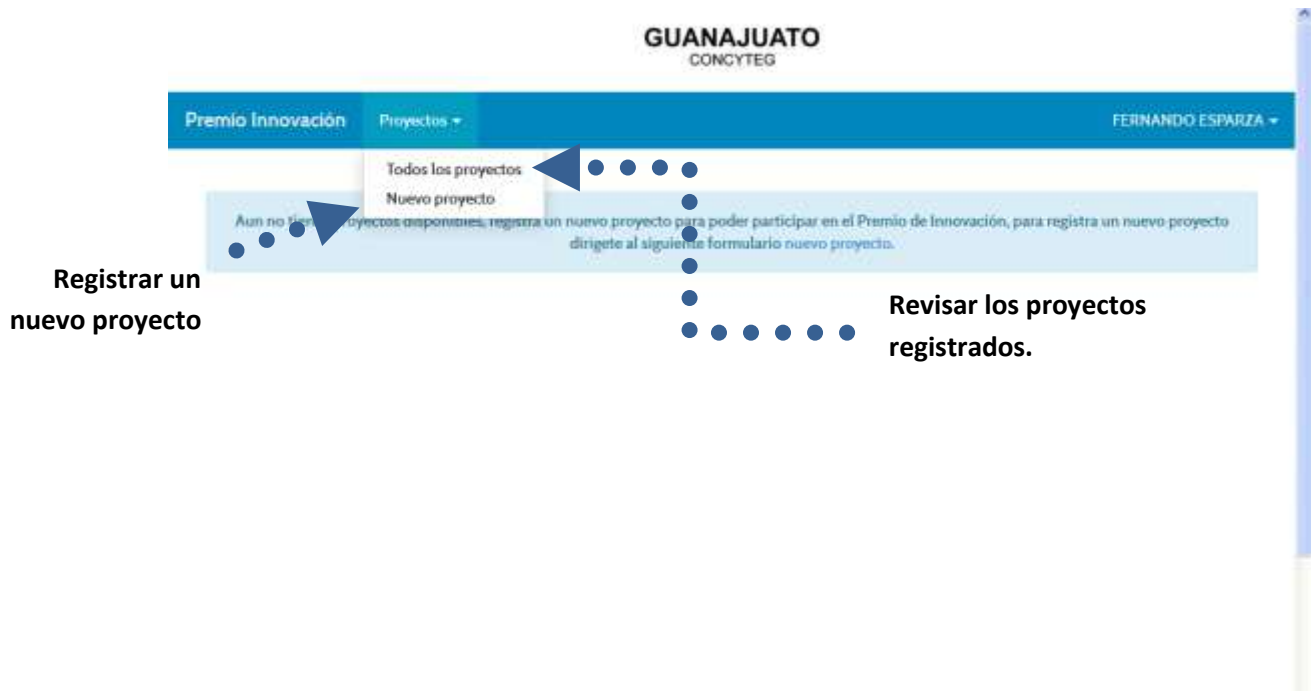 GUANAJUATO
CONCYTEG
Premio Innovación Proyectos FERNANDO ESPARZA
Todos los proyectos
Nuevo proyecto
Aun no disponibles, registra un nuevo proyecto para poder participar en el Premio de Innovación, para registra un nuevo proyecto
dirigete al siguiente formulario nuevo proyecto.
Registrar un
nuevo proyecto
Revisar los proyectos
registrados.